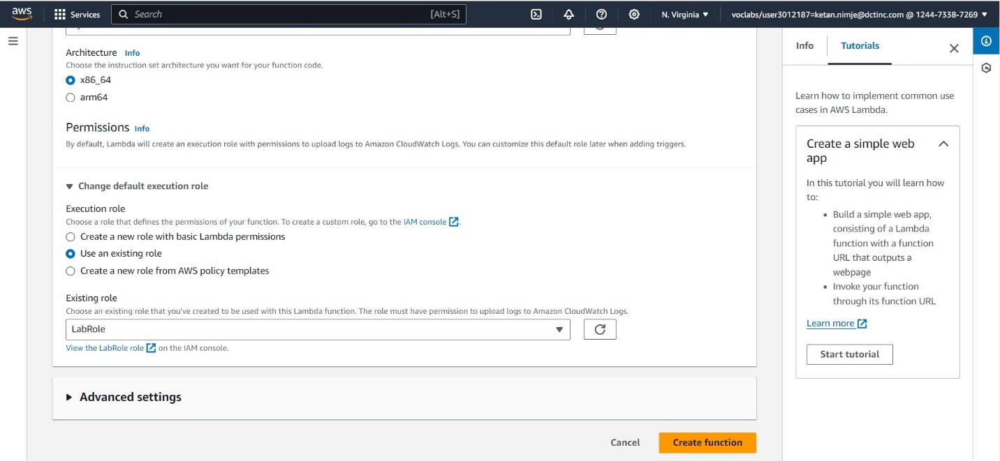 aws
Services
Search
[Alt+S]
N. Virginia
voclabs/user3012187=ketan.nimje@dctinc.com @ 1244-7338-7269
Architecture Info
Choose the instruction set architecture you want for your function code.
x86_64
arm64
Permissions Info
By default, Lambda will create an execution role with permissions to upload logs to Amazon CloudWatch Logs. You can customize this default role later when adding triggers.
Change default execution role
Execution role
Choose a role that defines the permissions of your function. To create a custom role, go to the IAM console.
Create a new role with basic Lambda permissions
Use an existing role
Create a new role from AWS policy templates
Existing role
Choose an existing role that you've created to be used with this Lambda function. The role must have permission to upload logs to Amazon CloudWatch Logs.
LabRole
View the LabRole role on the IAM console.
Advanced settings
Cancel
Create function
Info
Tutorials
Learn how to implement common use
cases in AWS Lambda.
Create a simple web
app
In this tutorial you will learn how
to:
• Build a simple web app,
consisting of a Lambda
function with a function
URL that outputs a
webpage
• Invoke your function
through its function URL
Learn more
Start tutorial